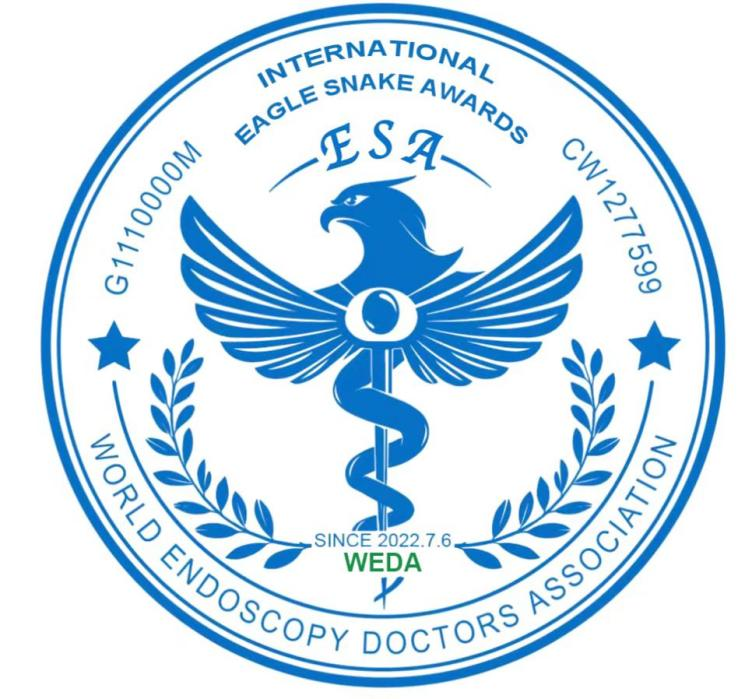 INTERNATIONAL
EAGLE SNAKE AWARDS
ESA
G1110000M
CW1277599
SINCE 2022.7.6
WEDA
WORLD ENDOSCOPY DOCTORS ASSOCIATION